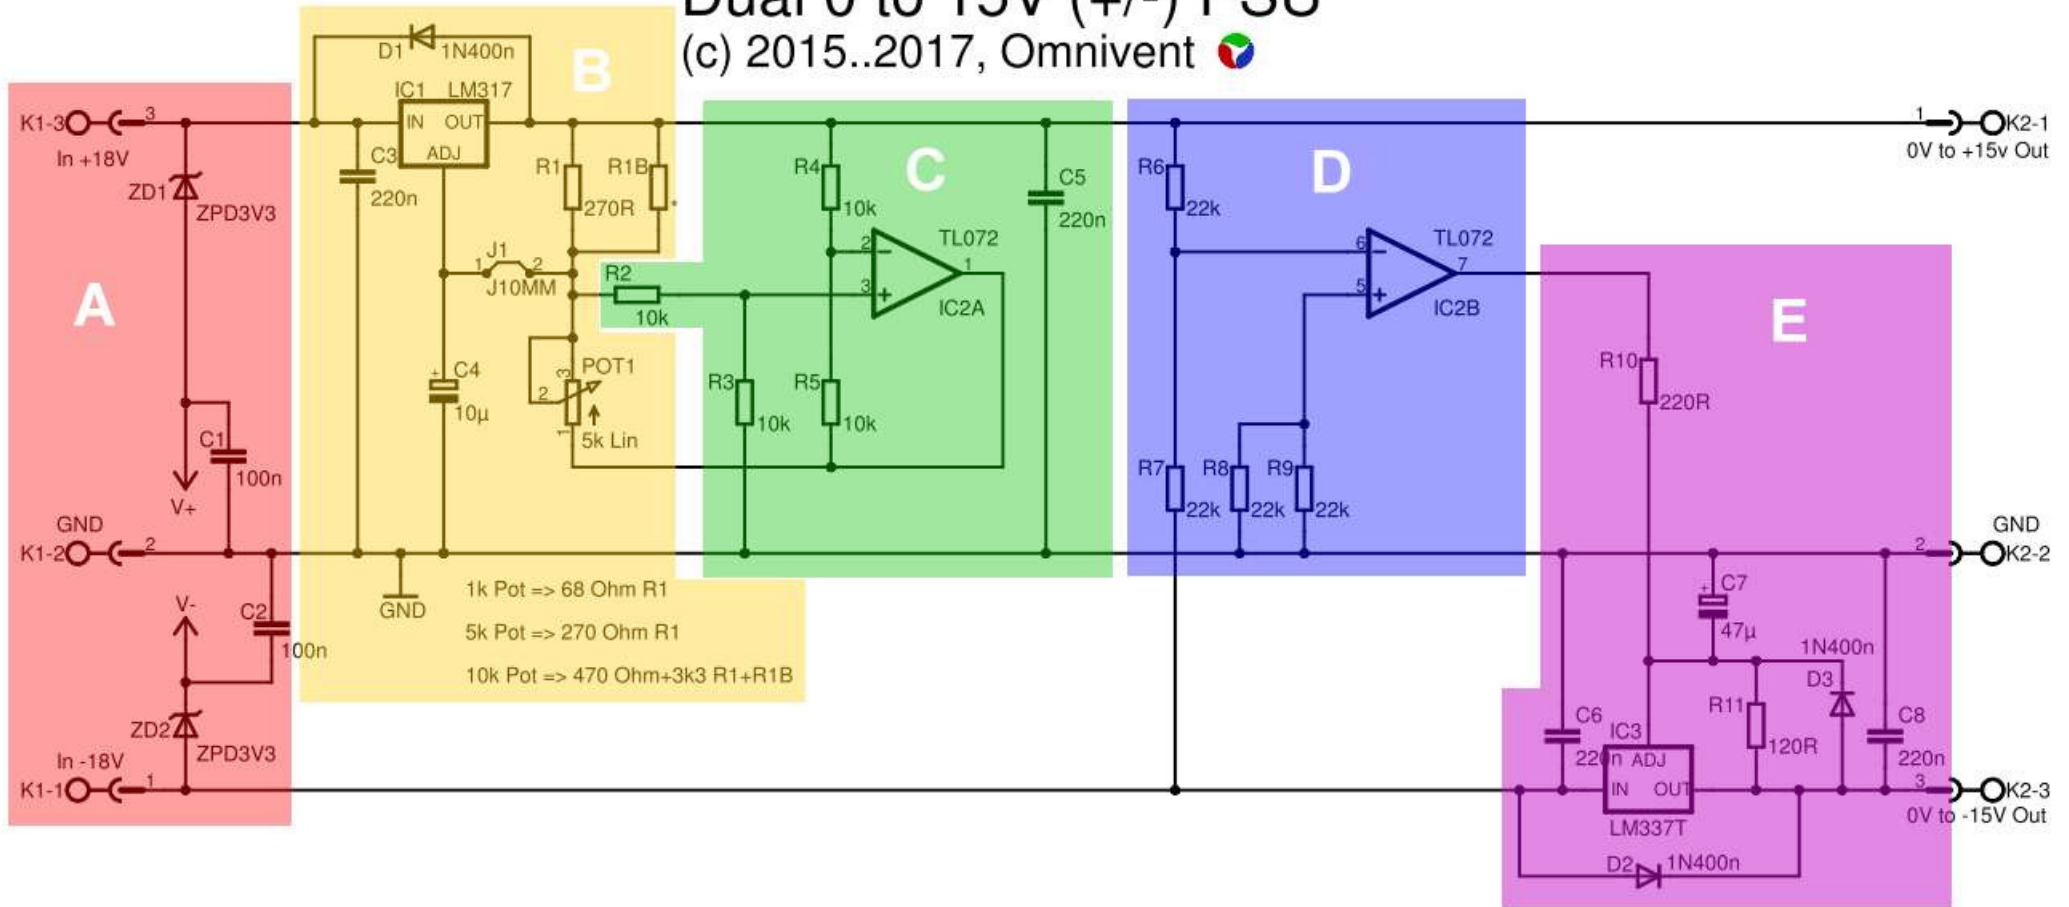 Dual 0 to 15V (+/-) PSU
(c) 2015..2017, Omnivent
A
B
C
D
E
K1-3
3
In +18V
ZD1
ZPD3V3
C1
100n
V+
GND
K1-2
2
V-
C2
100n
ZD2
ZPD3V3
In -18V
K1-1
1
D1
1N400n
IC1
LM317
IN
OUT
ADJ
C3
220n
R1
270R
R1B
*
J1
1
2
J10MM
C4
+
10µ
POT1
3
2
1
5k Lin
GND
1k Pot => 68 Ohm R1
5k Pot => 270 Ohm R1
10k Pot => 470 Ohm+3k3 R1+R1B
R2
10k
R3
10k
R4
10k
R5
10k
2
3
1
−
+
TL072
IC2A
C5
220n
R6
22k
R7
22k
R8
22k
R9
22k
6
5
7
−
+
TL072
IC2B
R10
220R
C7
+
47µ
1N400n
D3
R11
120R
C6
220n
IC3
ADJ
IN
OUT
LM337T
C8
220n
D2
1N400n
1
K2-1
0V to +15v Out
GND
2
K2-2
3
K2-3
0V to -15V Out